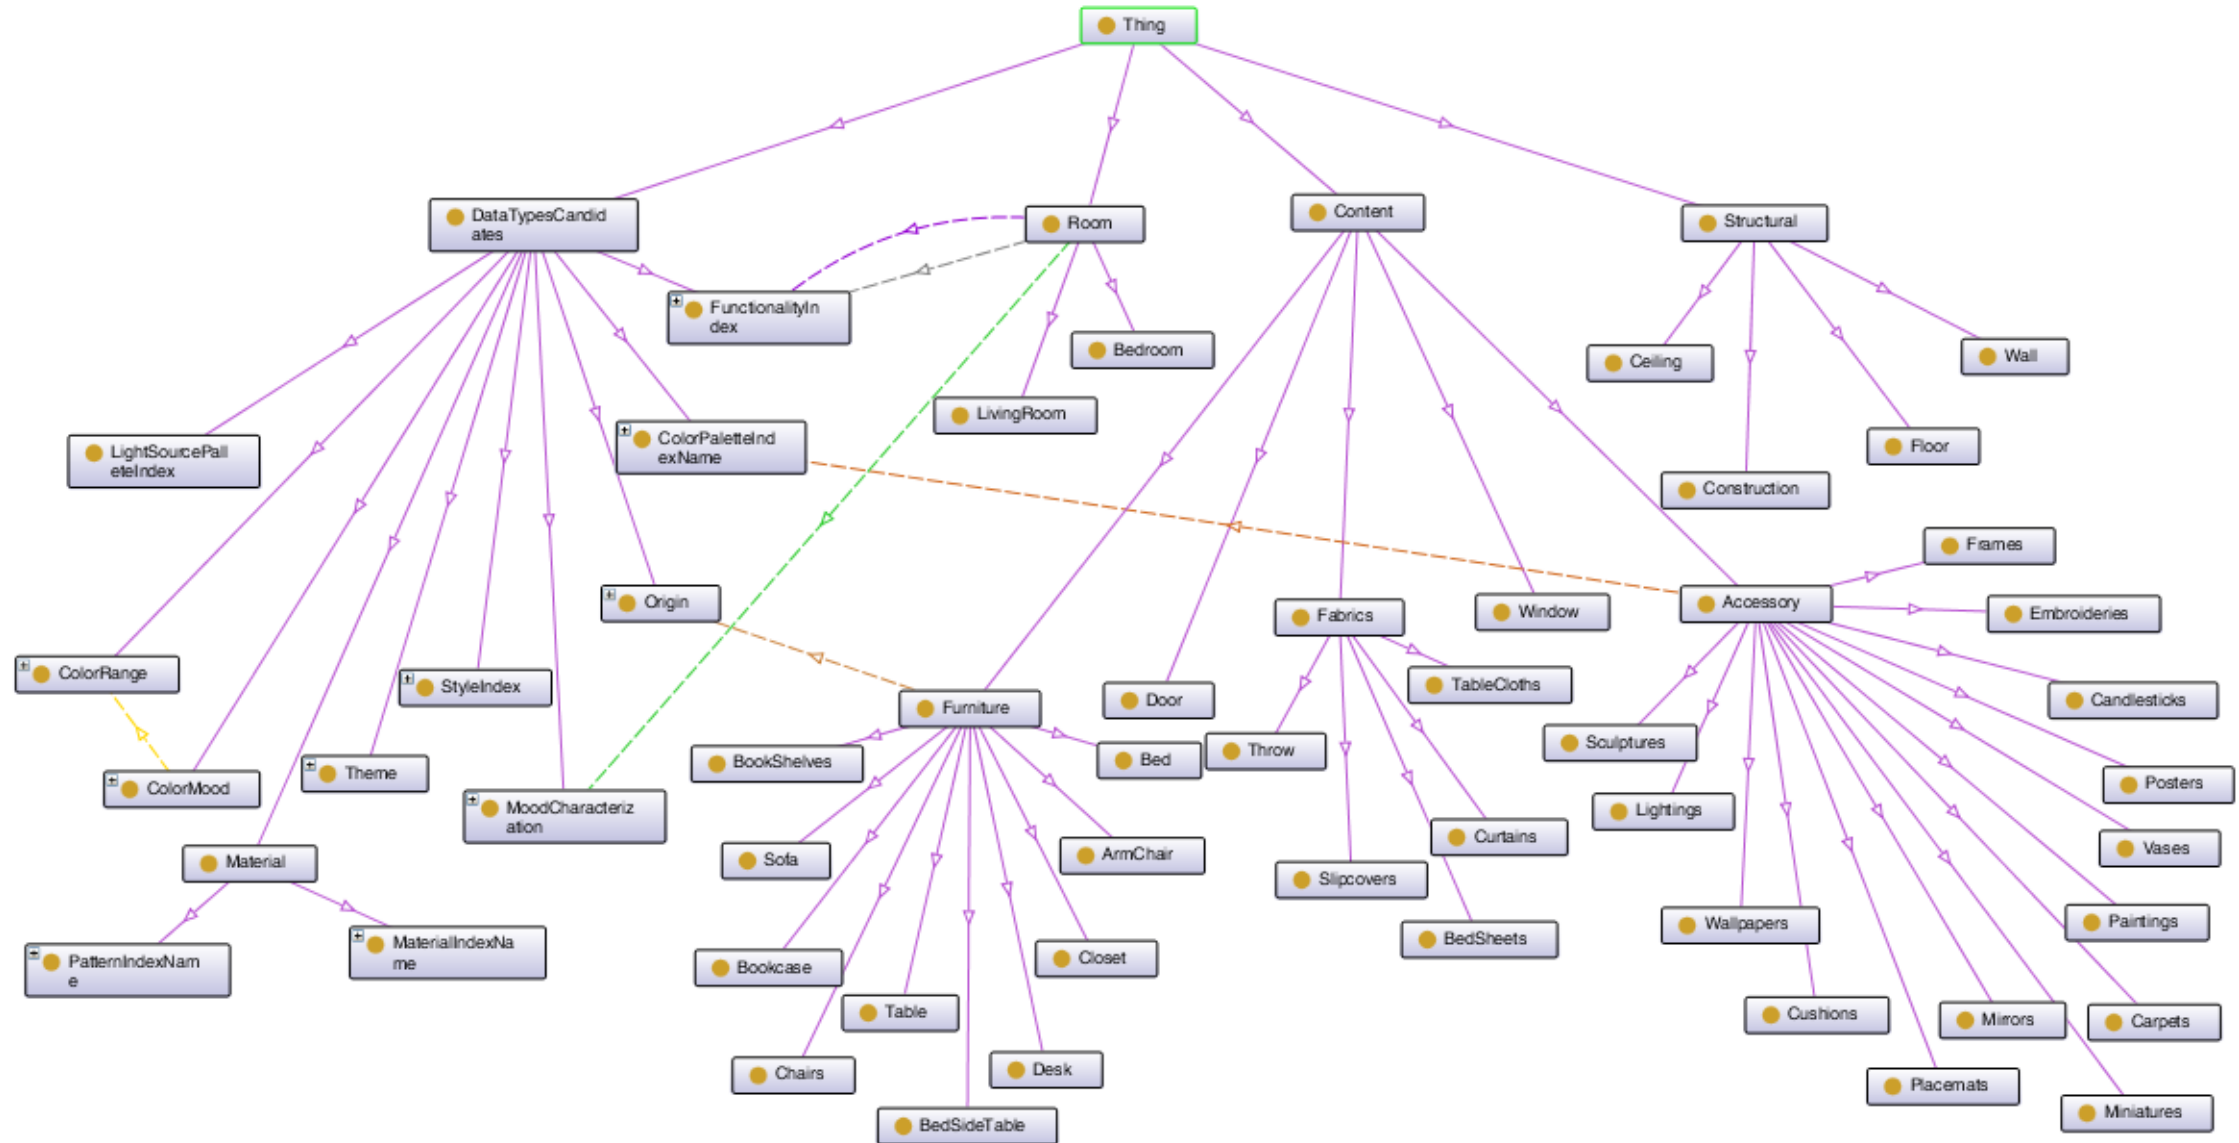 Thing
DataTypesCandid
ates
Room
Content
Structural
FunctionalityIn
dex
Bedroom
Ceiling
Wall
LivingRoom
LightSourcePall
eteIndex
ColorPaletteInd
exName
Floor
Construction
Frames
Origin
Fabrics
Window
Accessory
Embroideries
ColorRange
StyleIndex
Furniture
Door
TableCloths
Candlesticks
BookShelves
Bed
Throw
Sculptures
ColorMood
Theme
MoodCharacteriz
ation
Posters
Lightings
Sofa
ArmChair
Curtains
Vases
Material
Slipcovers
PatternIndexNam
e
MaterialIndexNa
me
Bookcase
Closet
BedSheets
Wallpapers
Paintings
Table
Cushions
Mirrors
Carpets
Chairs
Desk
Placemats
Miniatures
BedSideTable